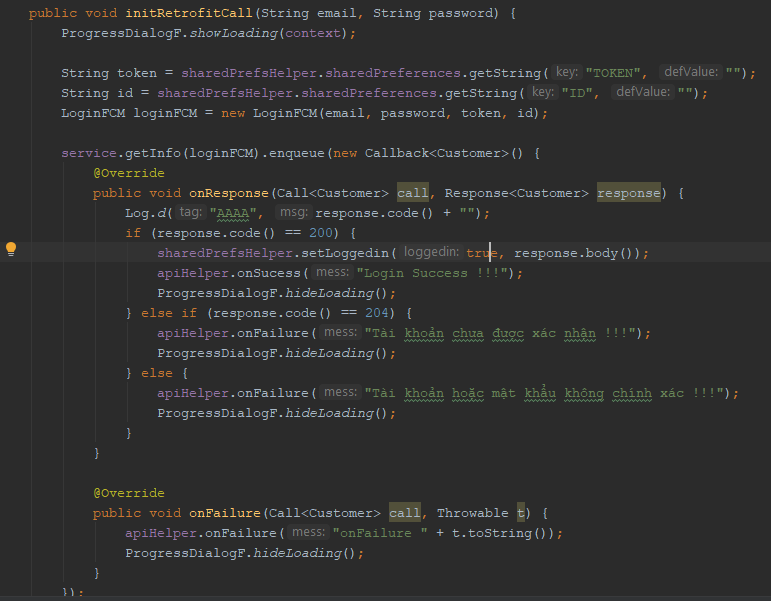 public void initRetrofitCall(String email, String password) {
ProgressDialogF.showLoading(context);
String token = sharedPrefsHelper.sharedPreferences.getString( key: "TOKEN", defValue: "");
String id = sharedPrefsHelper.sharedPreferences.getString( key: "ID", defValue: "");
LoginFCM loginFCM = new LoginFCM(email, password, token, id);
service.getInfo(loginFCM).enqueue(new Callback<Customer>() {
@Override
public void onResponse(Call<Customer> call, Response<Customer> response) {
Log.d( tag: "AAAA", msg: response.code() + "");
if (response.code() == 200) {
sharedPrefsHelper.setLoggedin( loggedin: true, response.body());
apiHelper.onSucess( mess: "Login Success !!!");
ProgressDialogF.hideLoading();
} else if (response.code() == 204) {
apiHelper.onFailure( mess: "Tài khoản chưa được xác nhận !!!");
ProgressDialogF.hideLoading();
} else {
apiHelper.onFailure( mess: "Tài khoản hoặc mật khẩu không chính xác !!!");
ProgressDialogF.hideLoading();
}
}
@Override
public void onFailure(Call<Customer> call, Throwable t) {
apiHelper.onFailure( mess: "onFailure " + t.toString());
ProgressDialogF.hideLoading();
}
});